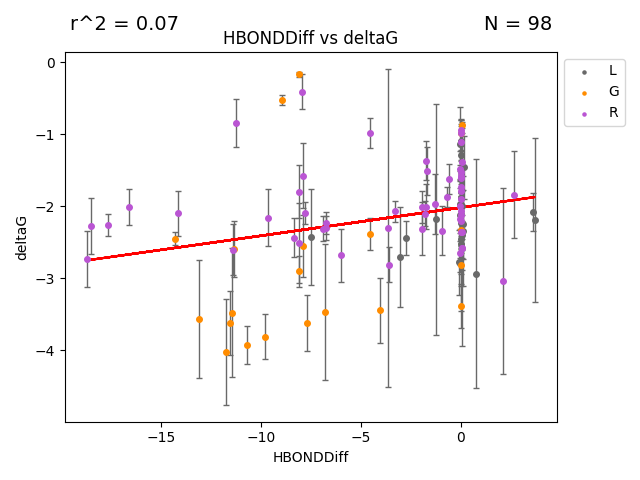 r^2 = 0.07
N = 98
HBONDDiff vs deltaG
L
G
R
0
−1
−2
−3
−4
deltaG
−15
−10
−5
0
HBONDDiff